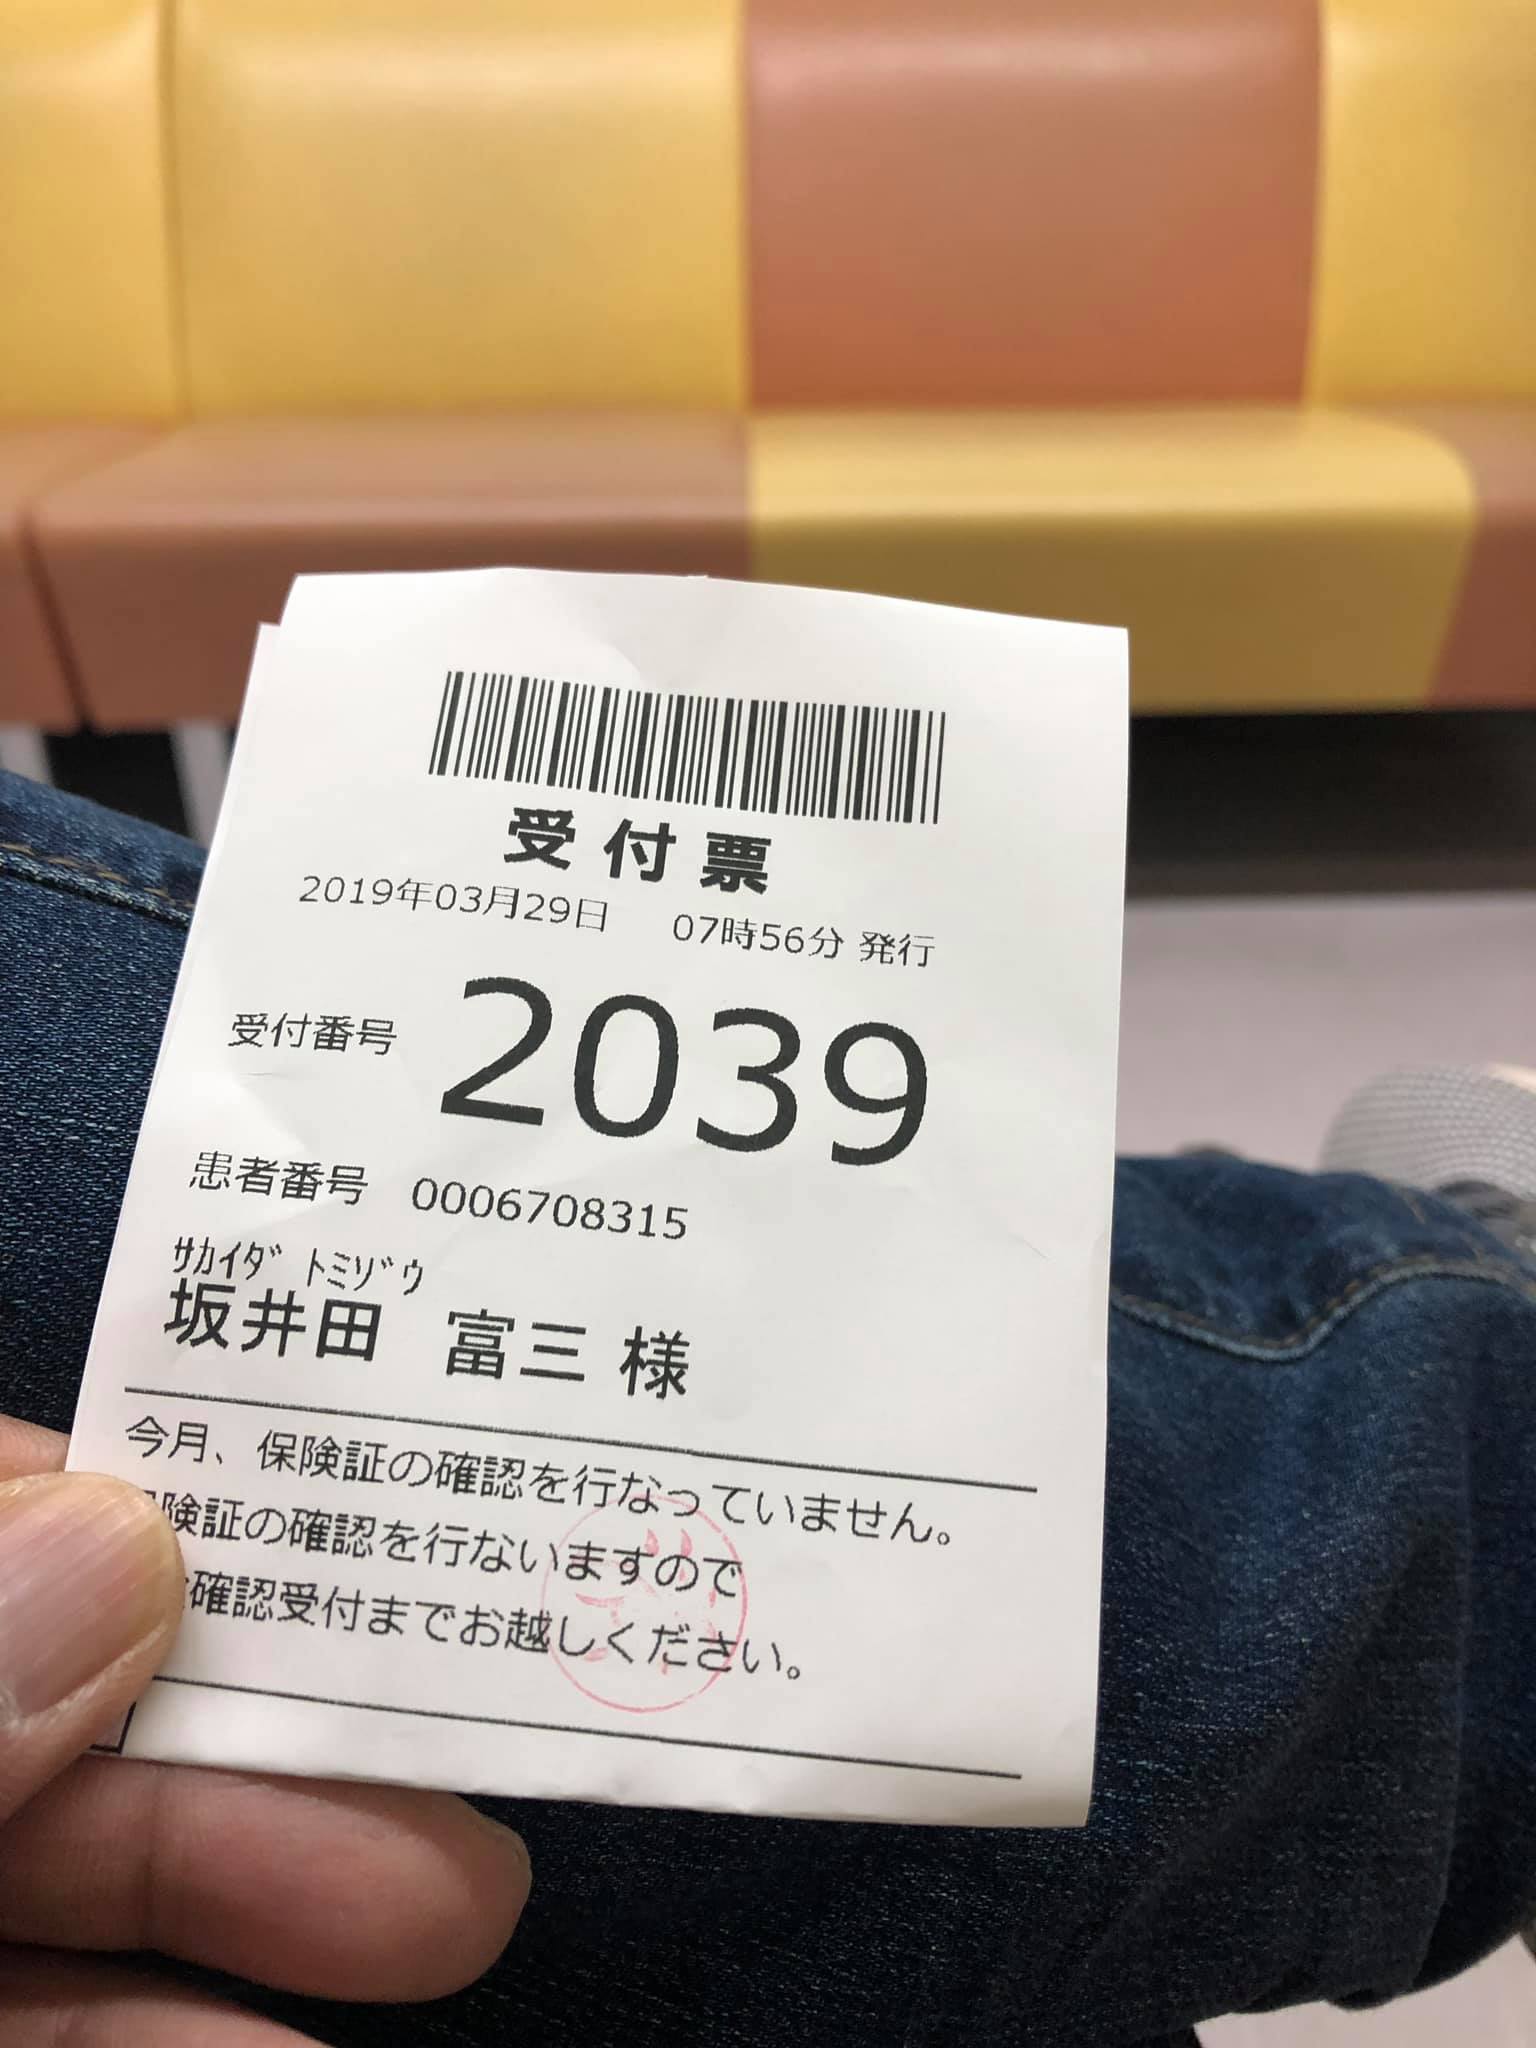 受付票
2019年03月29日 07時56分 発行
受付番号 2039
患者番号 0006708315
ｻｶｲﾀﾞ ﾄﾐｿﾞｳ
坂井田 富三 様
今月、保険証の確認を行なっていません。
険証の確認を行ないますので
確認受付までお越しください。